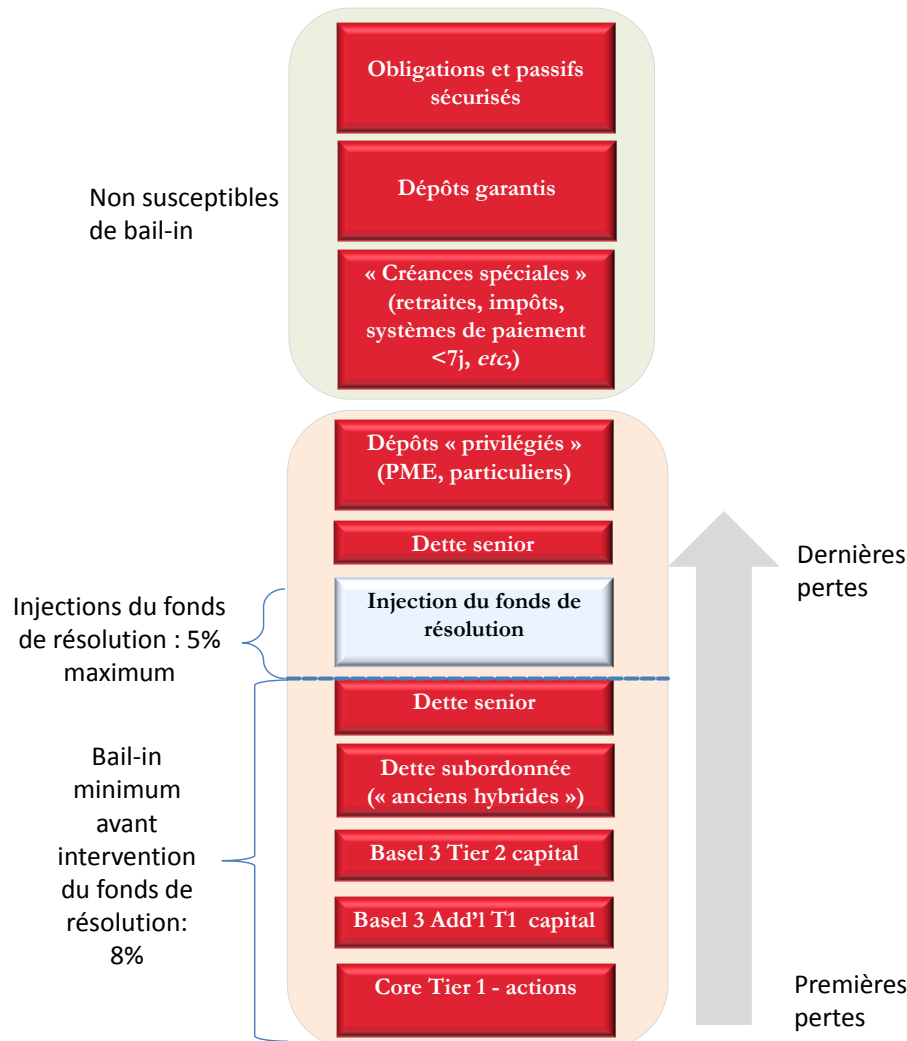 Obligations et passifs
sécurisés
Dépôts garantis
Non susceptibles
de bail-in
« Créances spéciales »
(retraites, impôts,
systèmes de paiement
<7j, etc,)
Dépôts « privilégiés »
(PME, particuliers)
Dette senior
Dernières
pertes
Injections du fonds
de résolution : 5%
maximum
Injection du fonds de
résolution
Dette senior
Bail-in
minimum
avant
intervention
du fonds de
résolution:
8%
Dette subordonnée
(« anciens hybrides »)
Basel 3 Tier 2 capital
Basel 3 Add’l T1 capital
Core Tier 1 - actions
Premières
pertes